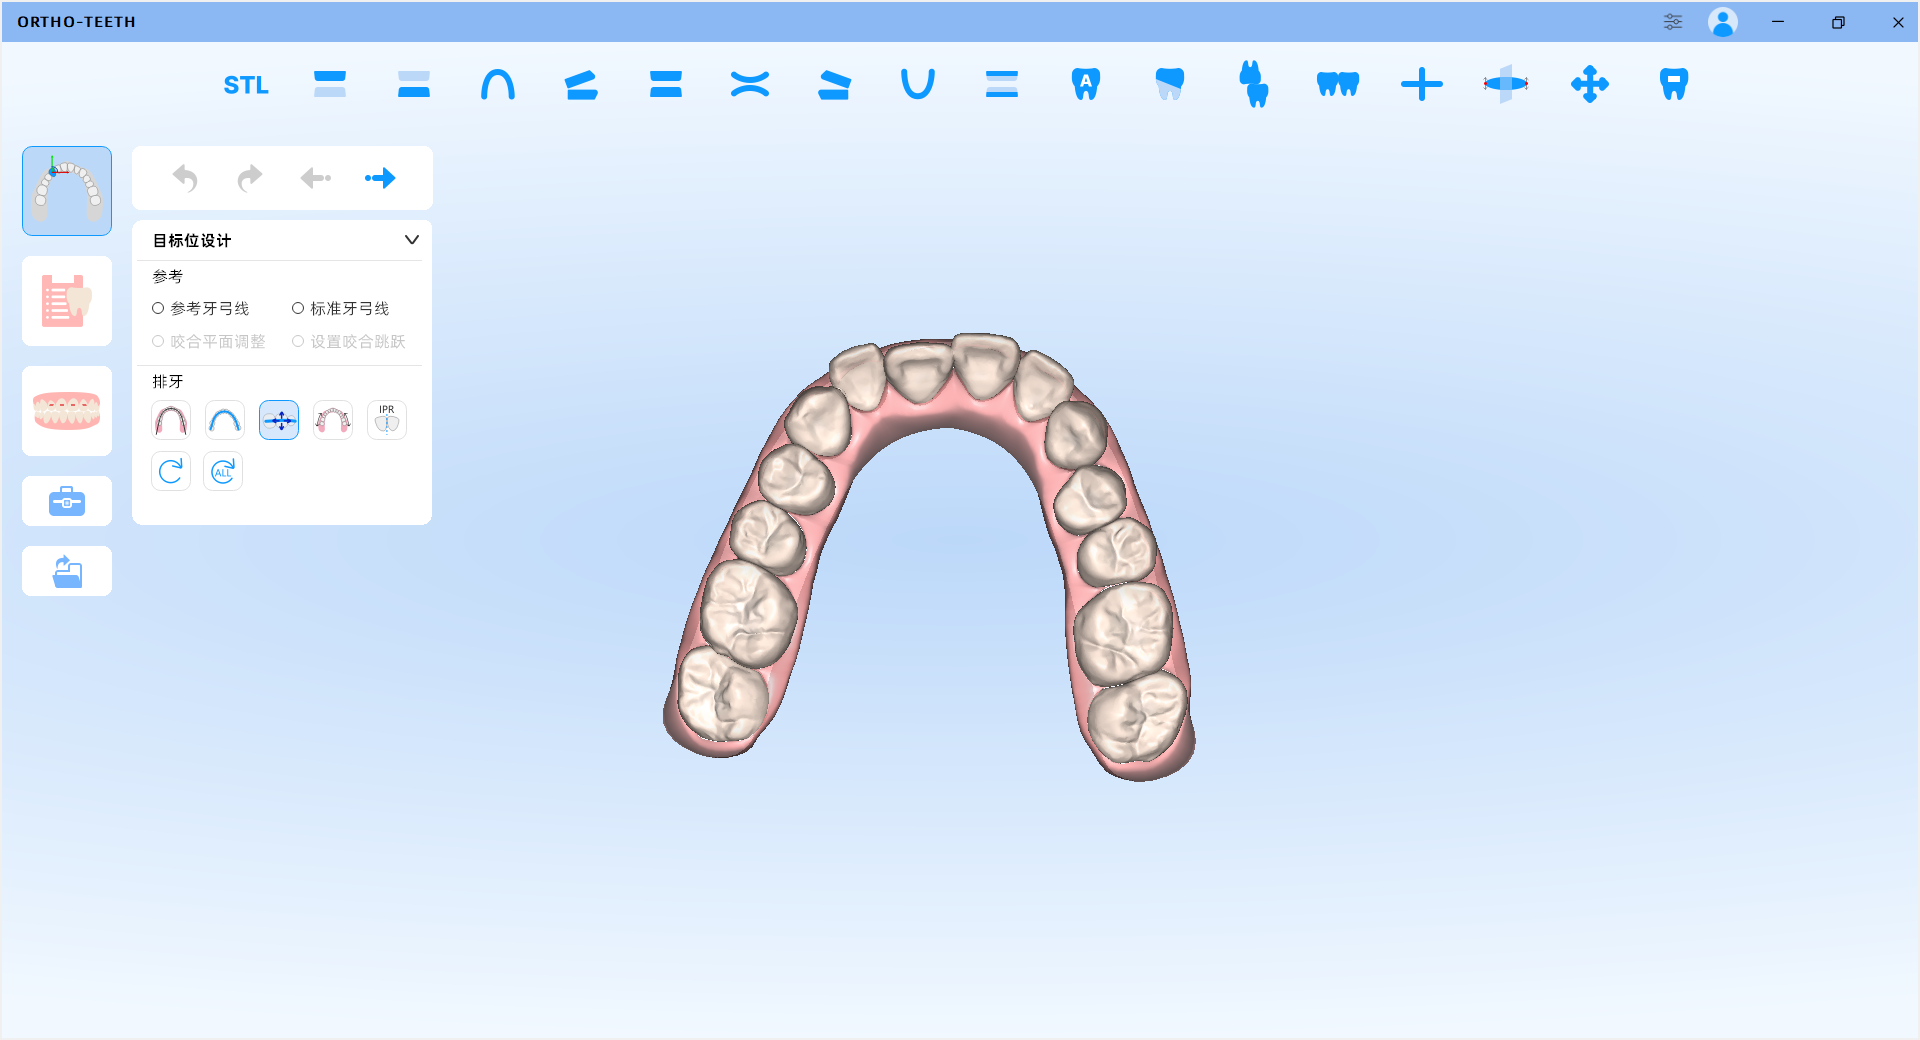 ORTHO-TEETH
STL
A
目标位设计
参考
参考牙弓线 标准牙弓线
咬合平面调整 设置咬合跳跃
排牙
IPR
ALL